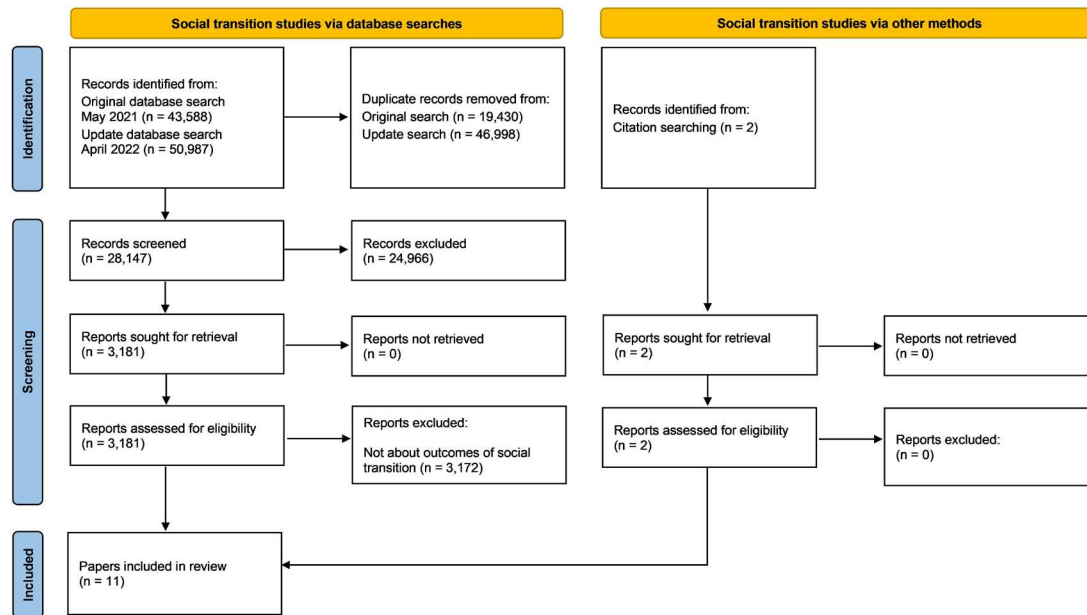 Social transition studies via database searches
Social transition studies via other methods
Identification
Records identified from:
Original database search
May 2021 (n = 43,588)
Update database search
April 2022 (n = 50,987)
Duplicate records removed from:
Original search (n = 19,430)
Update search (n = 46,998)
Records identified from:
Citation searching (n = 2)
Screening
Records screened
(n = 28,147)
Records excluded
(n = 24,966)
Reports sought for retrieval
(n = 3,181)
Reports not retrieved
(n = 0)
Reports sought for retrieval
(n = 2)
Reports not retrieved
(n = 0)
Reports assessed for eligibility
(n = 3,181)
Reports excluded:
Not about outcomes of social
transition (n = 3,172)
Reports assessed for eligibility
(n = 2)
Reports excluded:
(n = 0)
Included
Papers included in review
(n = 11)